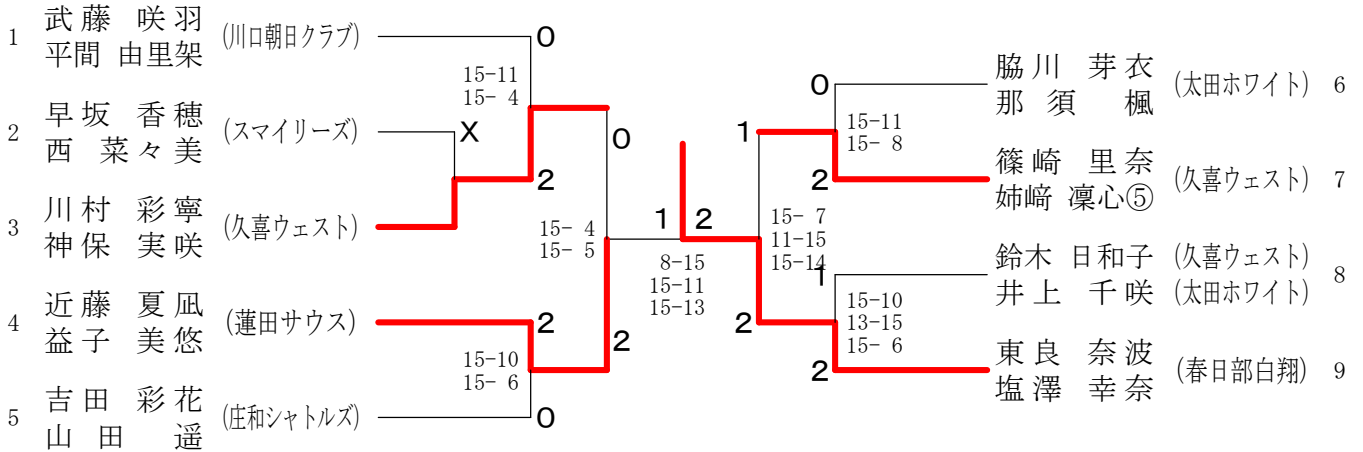 1 武藤 咲羽 (川口朝日クラブ)
平間 由里架
0
15-11
15- 4
2 早坂 香穂 (スマイリーズ)
西 菜々美
X
2
3 川村 彩寧 (久喜ウェスト)
神保 実咲
0
15- 4
15- 5
4 近藤 夏凪 (蓮田サウス)
益子 美悠
2
2
15-10
15- 6
5 吉田 彩花 (庄和シャトルズ)
山田 遥
0
1 2
8-15
15-11
15-13
脇川 芽衣 (太田ホワイト) 6
那須 楓
0
1
15-11
15- 8
篠崎 里奈 (久喜ウェスト) 7
姉﨑 凜心⑤
2
15- 7
11-15
15-14
鈴木 日和子 (久喜ウェスト) 8
井上 千咲 (太田ホワイト)
1
15-10
13-15
15- 6
2
東良 奈波 (春日部白翔) 9
塩澤 幸奈
2